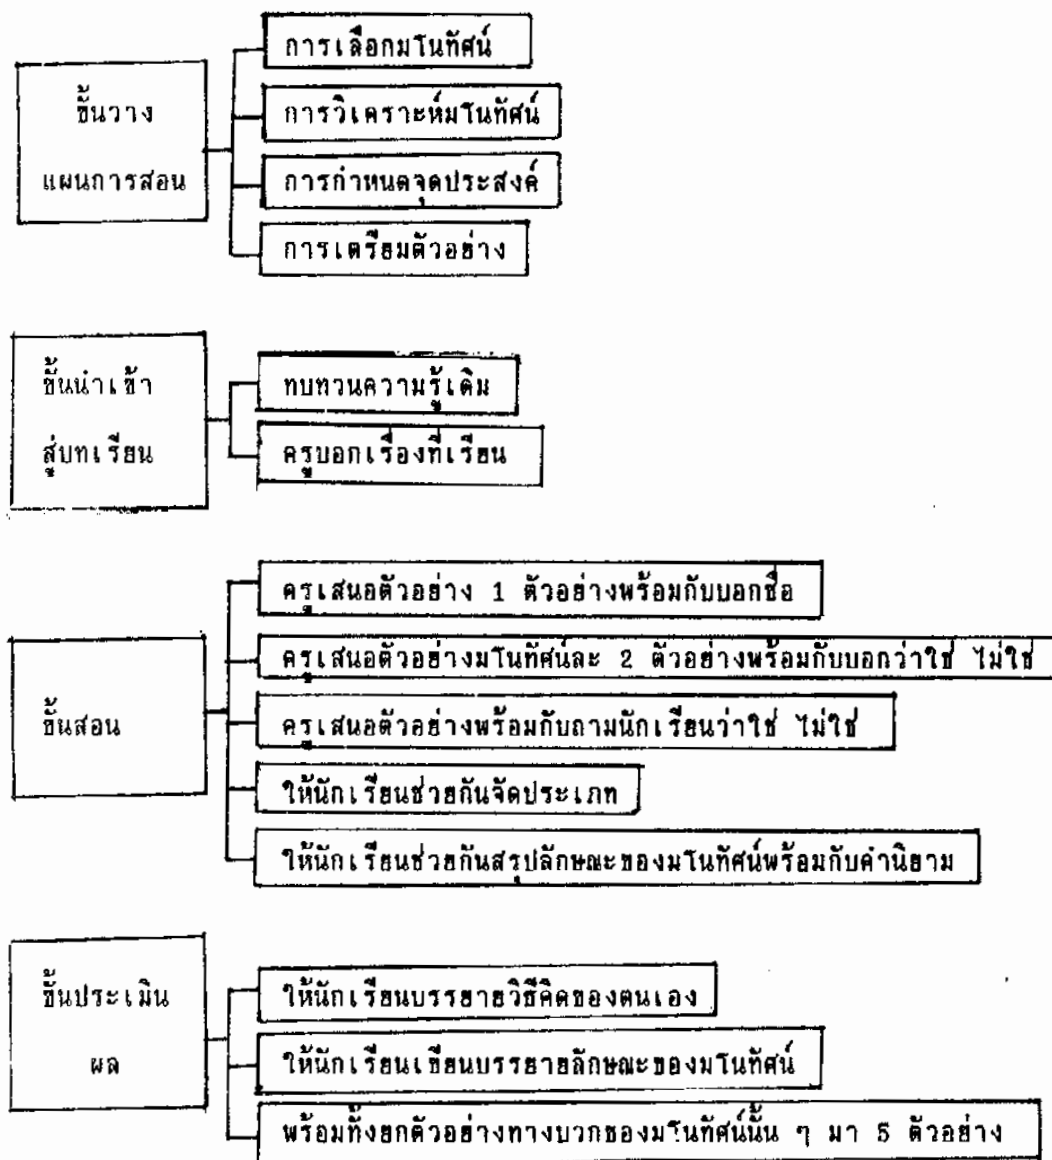 ขั้นวาง
แผนการสอน
การเลือกมโนทัศน์
การวิเคราะห์มโนทัศน์
การกำหนดจุดประสงค์
การเตรียมตัวอย่าง
ขั้นนำเข้า
สู่บทเรียน
ทบทวนความรู้เดิม
ครูบอกเรื่องที่เรียน
ขั้นสอน
ครูเสนอตัวอย่าง 1 ตัวอย่างพร้อมกับบอกชื่อ
ครูเสนอตัวอย่างมโนทัศน์ละ 2 ตัวอย่างพร้อมกับบอกว่าใช่ ไม่ใช่
ครูเสนอตัวอย่างพร้อมกับถามนักเรียนว่าใช่ ไม่ใช่
ให้นักเรียนช่วยกันจัดประเภท
ให้นักเรียนช่วยกันสรุปลักษณะของมโนทัศน์พร้อมกับคำนิยาม
ขั้นประเมิน
ผล
ให้นักเรียนบรรยายวิธีคิดของตนเอง
ให้นักเรียนเขียนบรรยายลักษณะของมโนทัศน์
พร้อมทั้งยกตัวอย่างทางบวกของมโนทัศน์นั้น ๆ มา 5 ตัวอย่าง